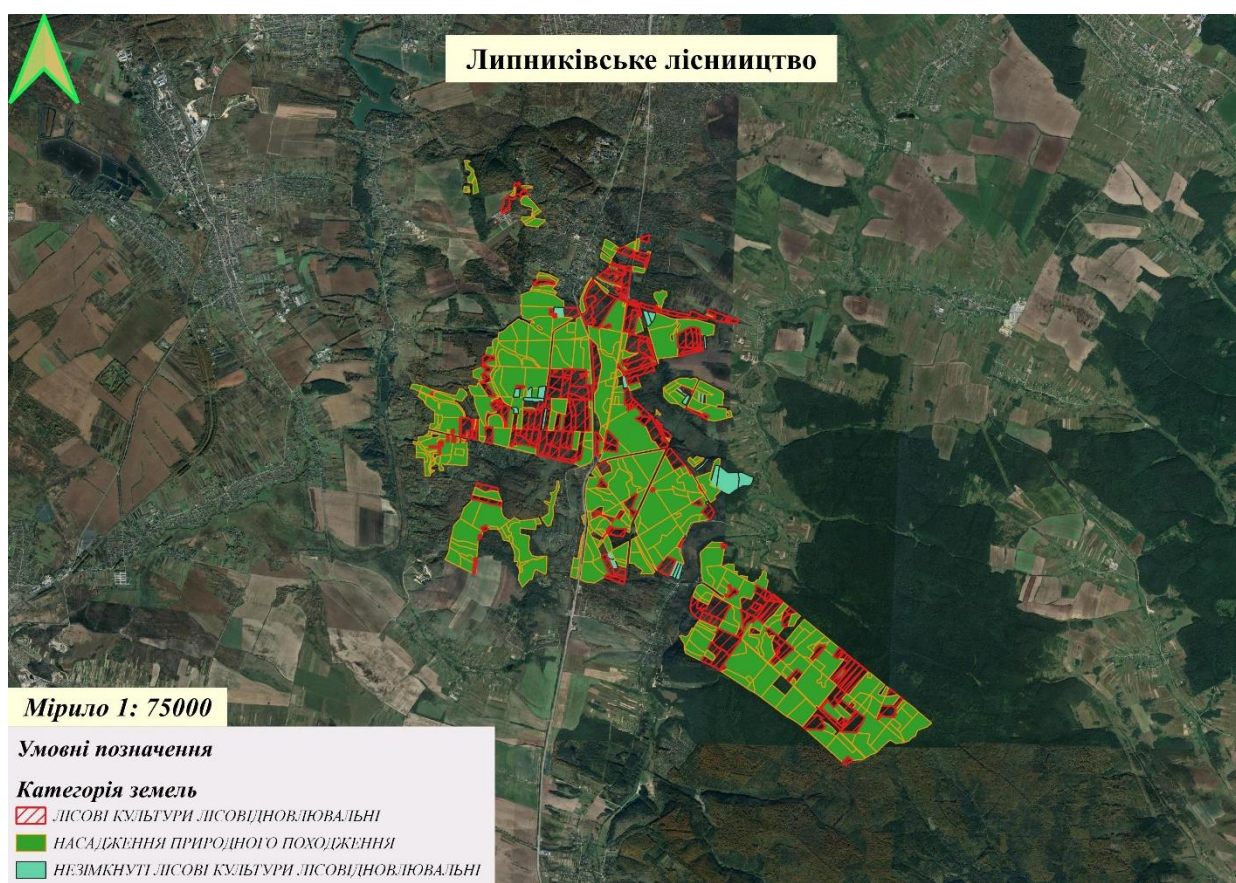 Липниківське лісниицтво
Мірило 1: 75000
Умовні позначення
Категорія земель
ЛІСОВІ КУЛЬТУРИ ЛІСОВІДНОВЛЮВАЛЬНІ
НАСАДЖЕННЯ ПРИРОДНОГО ПОХОДЖЕННЯ
НЕЗІМКНУТІ ЛІСОВІ КУЛЬТУРИ ЛІСОВІДНОВЛЮВАЛЬНІ